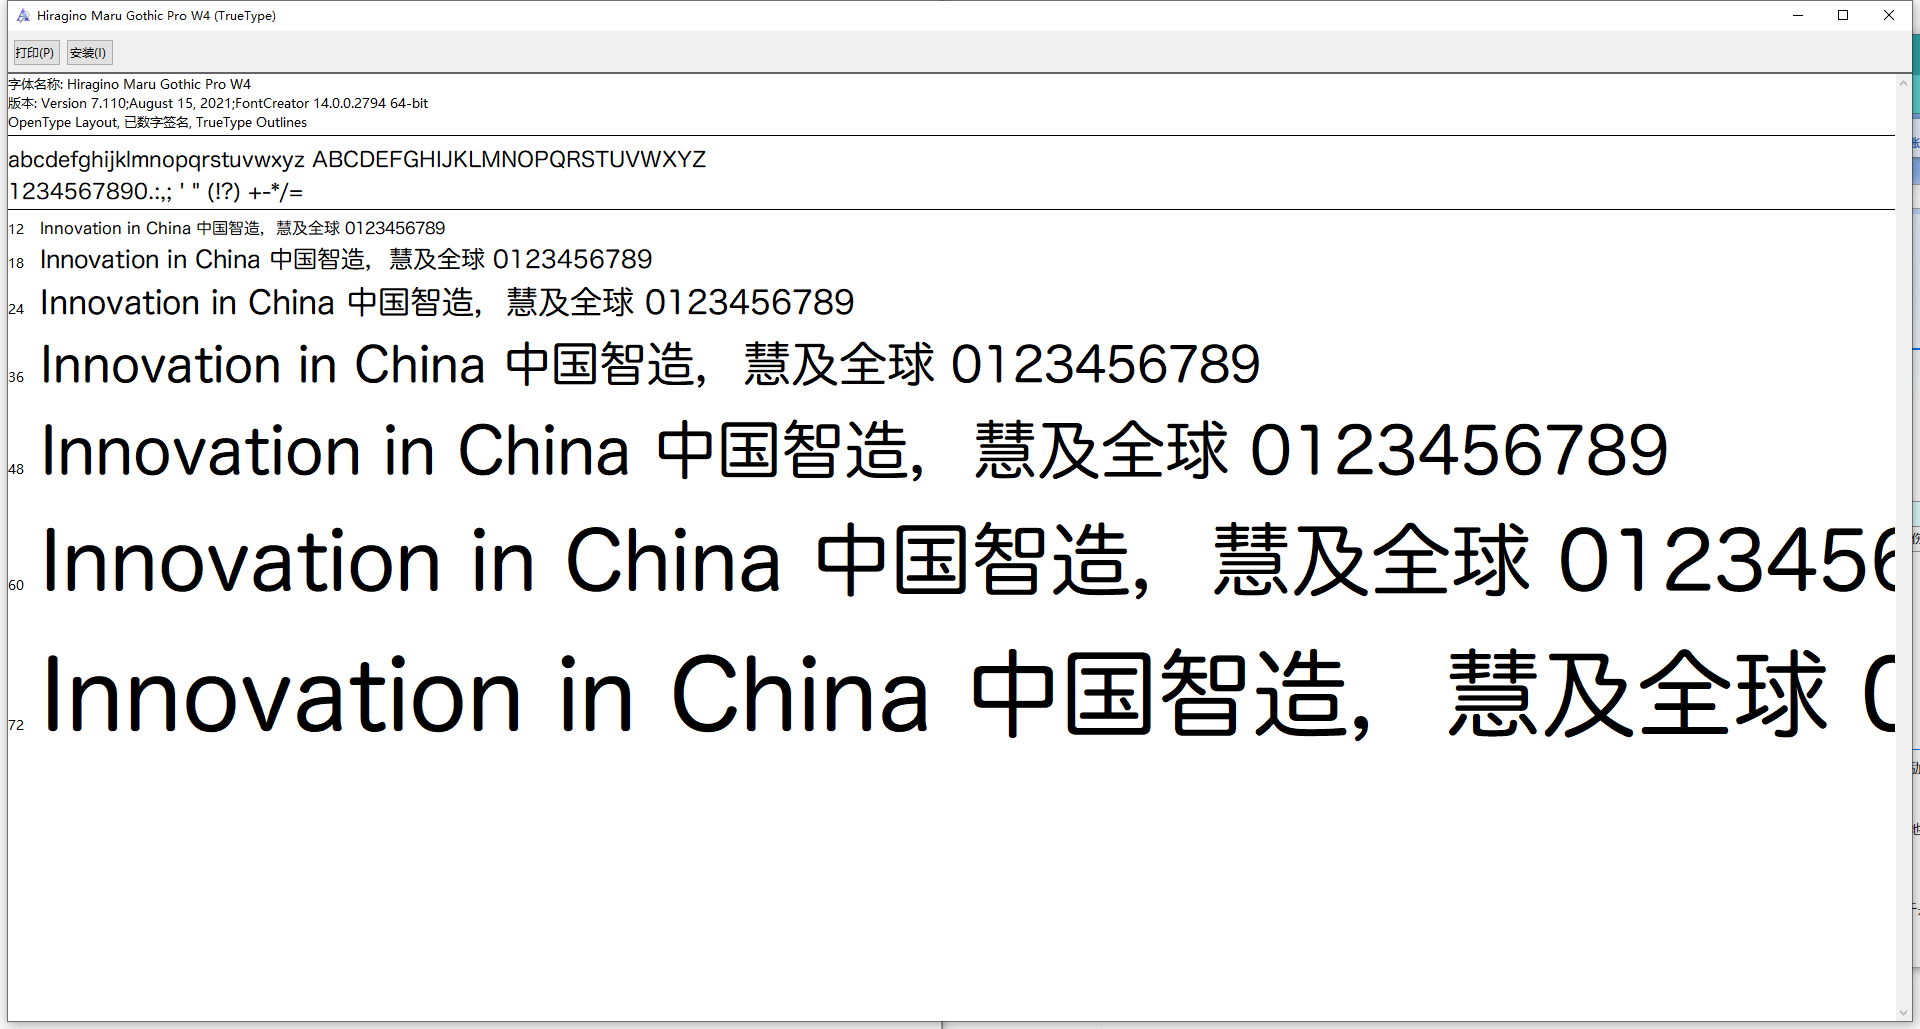 Hiragino Maru Gothic Pro W4 (TrueType)
打印(P) 安装(I)
字体名称: Hiragino Maru Gothic Pro W4
版本: Version 7.110;August 15, 2021;FontCreator 14.0.0.2794 64-bit
OpenType Layout, 已数字签名, TrueType Outlines
abcdefghijklmnopqrstuvwxyz ABCDEFGHIJKLMNOPQRSTUVWXYZ
1234567890.:,; ' " (!?) +-*/=
12 Innovation in China 中国智造，慧及全球 0123456789
18 Innovation in China 中国智造，慧及全球 0123456789
24 Innovation in China 中国智造，慧及全球 0123456789
36 Innovation in China 中国智造，慧及全球 0123456789
48 Innovation in China 中国智造，慧及全球 0123456789
60 Innovation in China 中国智造，慧及全球 0123456
72 Innovation in China 中国智造，慧及全球 0